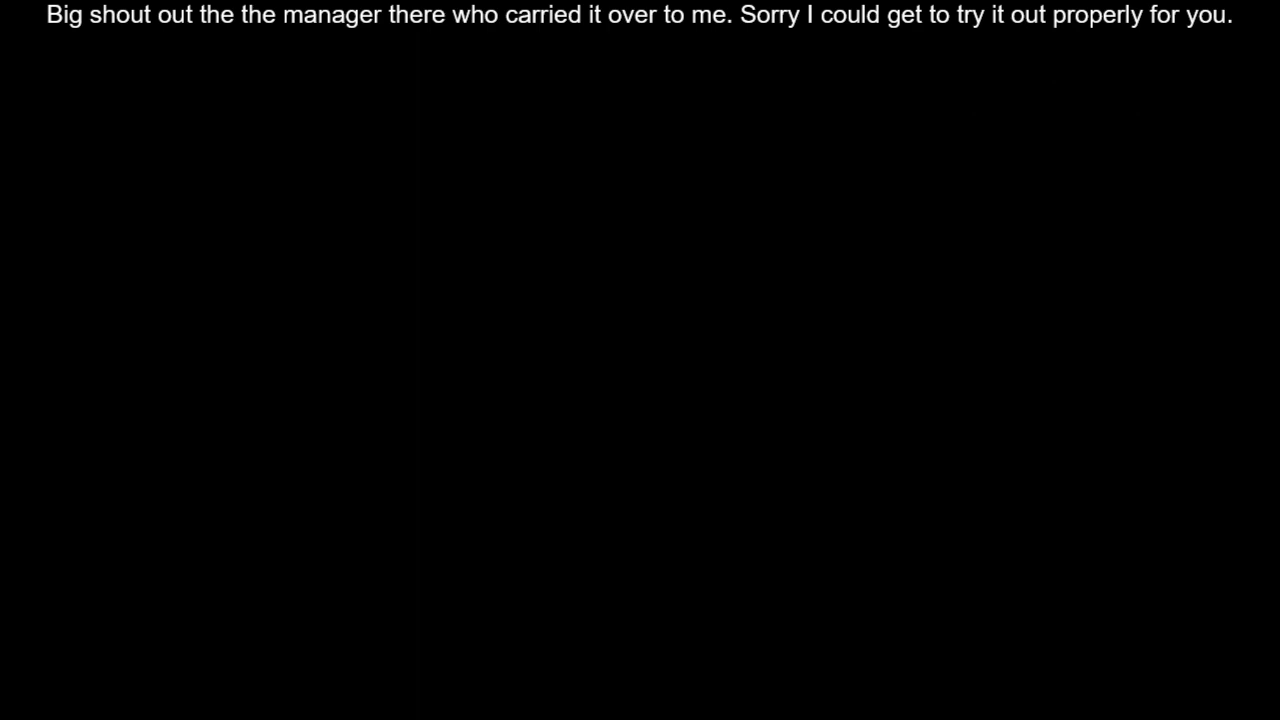 Big shout out the the manager there who carried it over to me. Sorry I could get to try it out properly for you.